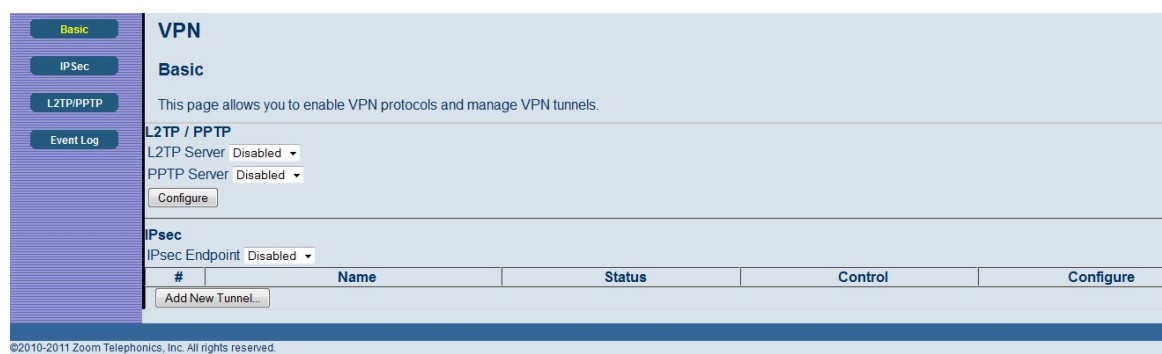 Basic
IPSec
L2TP/PPTP
Event Log
VPN
Basic
This page allows you to enable VPN protocols and manage VPN tunnels.
L2TP / PPTP
L2TP Server Disabled
PPTP Server Disabled
Configure
IPsec
IPsec Endpoint Disabled
# Name Status Control Configure
Add New Tunnel...
©2010-2011 Zoom Telephonics, Inc. All rights reserved.